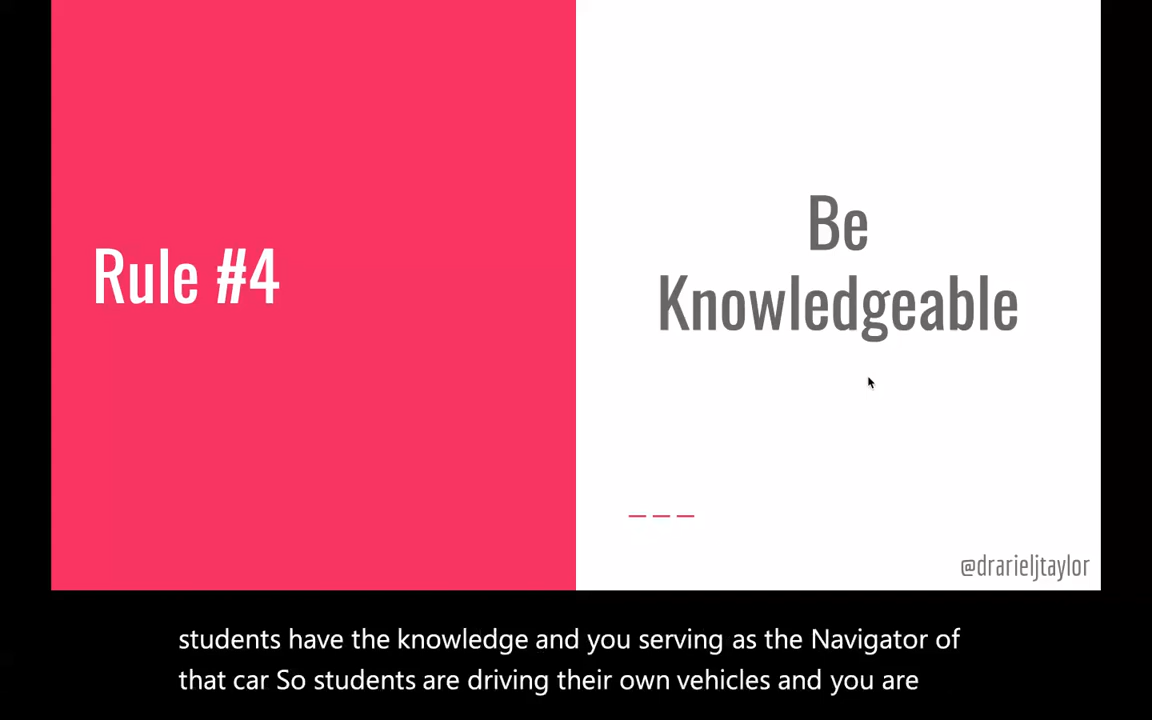 Rule #4
Be
Knowledgeable
@drarieljtaylor
students have the knowledge and you serving as the Navigator of
that car So students are driving their own vehicles and you are